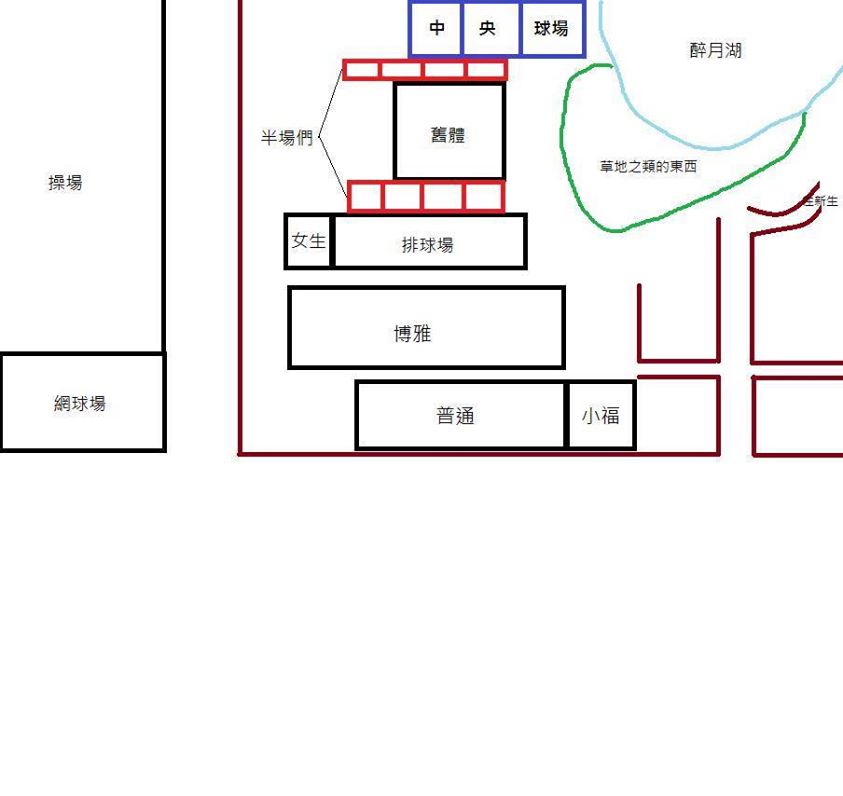 中 央 球場
醉月湖
半場們
舊體
操場
草地之類的東西
往新生
女生
排球場
博雅
網球場
普通
小福